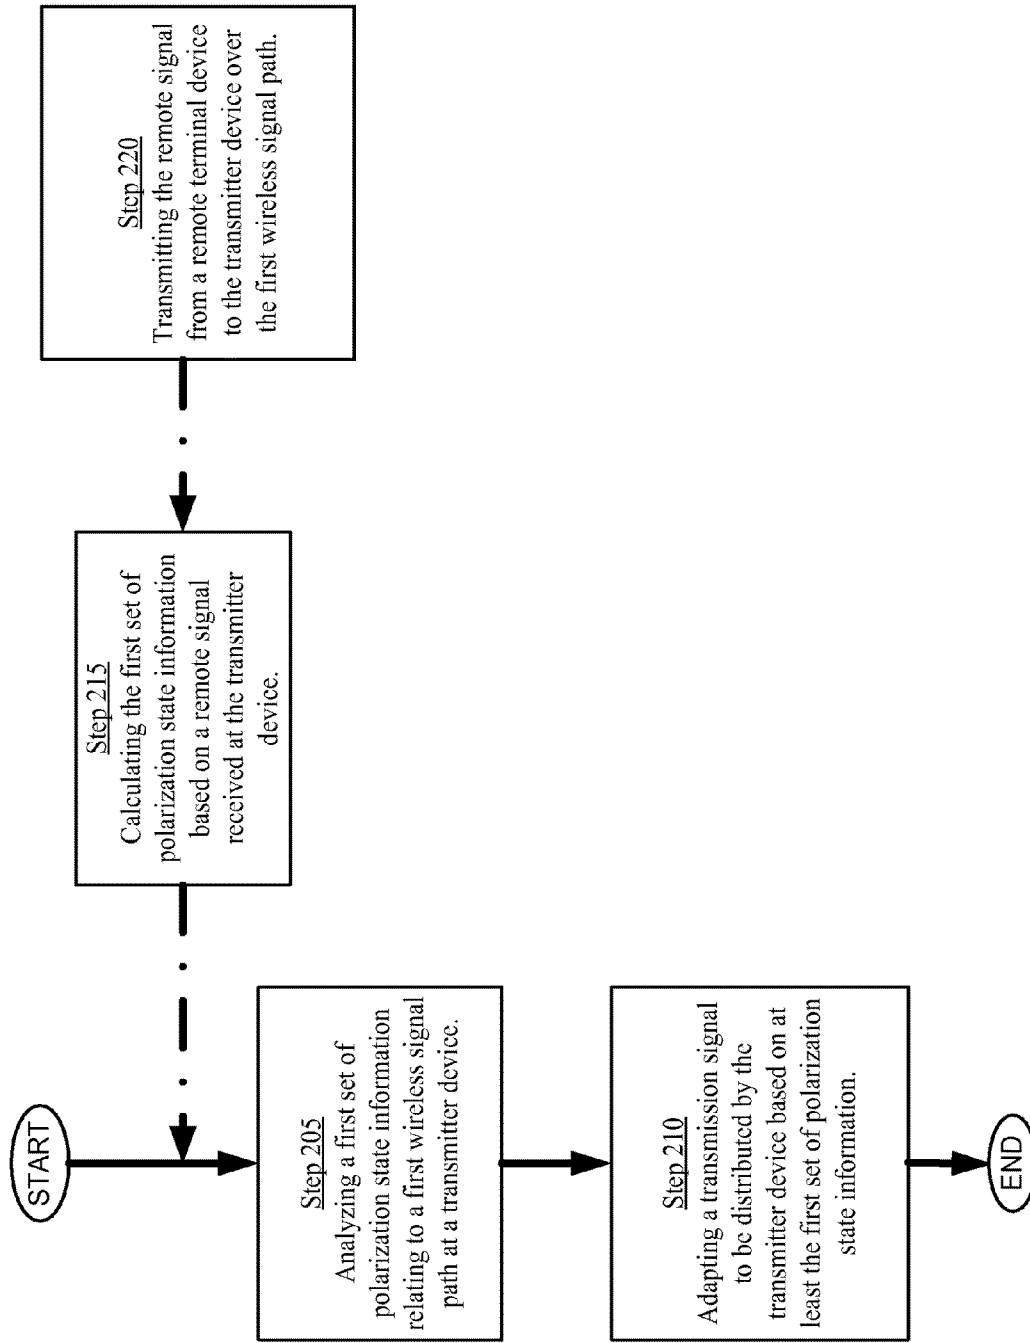 START
Step 205
Analyzing a first set of
polarization state information
relating to a first wireless signal
path at a transmitter device.
Step 210
Adapting a transmission signal
to be distributed by the
transmitter device based on at
least the first set of polarization
state information.
END
Step 215
Calculating the first set of
polarization state information
based on a remote signal
received at the transmitter
device.
Step 220
Transmitting the remote signal
from a remote terminal device
to the transmitter device over
the first wireless signal path.